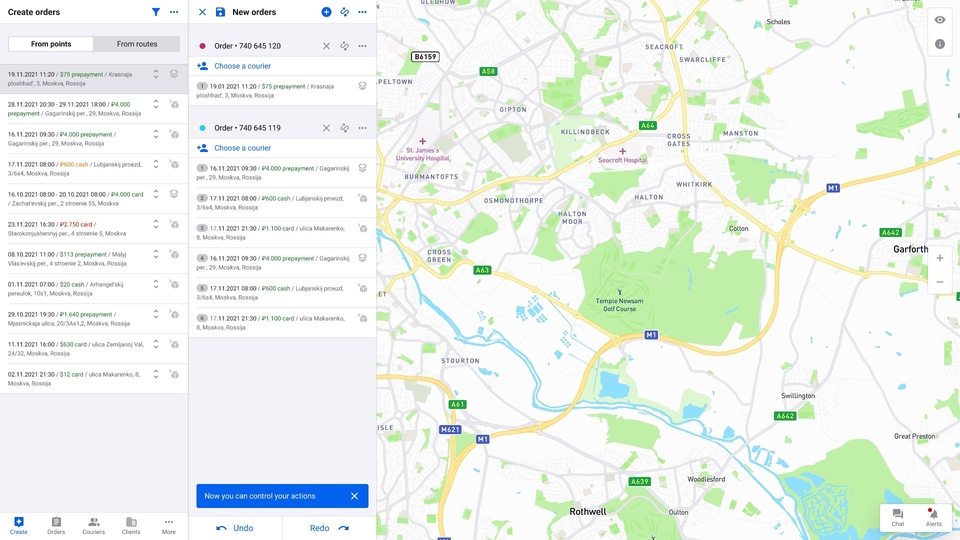 Create orders
From points
From routes
19.11.2021 11:20 / $75 prepayment / Krasnaja
ploshhad', 3, Moskva, Rossija
28.11.2021 20:30 - 29.11.2021 18:00 / ₽4.000
prepayment / Gagarinskij per., 29, Moskva, Rossija
16.11.2021 09:30 / ₽4.000 prepayment /
Gagarinskij per., 29, Moskva, Rossija
17.11.2021 08:00 / ₽600 cash / Lubjanskij proezd,
3/6s4, Moskva, Rossija
16.10.2021 08:00 - 20.10.2021 08:00 / ₽4.000 card
/ Zachat'evskij per., 2 stroenie 55, Moskva
23.11.2021 16:30 / ₽2.750 card /
Starokonjushennyj per., 4 stroenie 5, Moskva
08.10.2021 11:00 / $113 prepayment / Malyj
Vlas'evskij per., 4 stroenie 2, Moskva, Rossija
01.11.2021 07:00 / $20 cash / Arhangel'skij
pereulok, 10s1, Moskva, Rossija
29.10.2021 19:30 / ₽1.640 prepayment /
Mjasnickaja ulica, 20/3As1,2, Moskva, Rossija
11.11.2021 16:00 / $630 card / ulica Zemljanoj Val,
24/32, Moskva, Rossija
02.11.2021 21:30 / $12 card / ulica Makarenko, 8,
Moskva, Rossija
Create
Orders
Couriers
Clients
More
New orders
Order • 740 645 120
Choose a courier
1 19.01.2021 11:20 / $75 prepayment / Krasnaja
ploshhad', 3, Moskva, Rossija
Order • 740 645 119
Choose a courier
1 16.11.2021 09:30 / ₽4.000 prepayment / Gagarinskij
per., 29, Moskva, Rossija
2 17.11.2021 08:00 / ₽600 cash / Lubjanskij proezd,
3/6s4, Moskva, Rossija
3 17.11.2021 21:30 / ₽1.100 card / ulica Makarenko,
8, Moskva, Rossija
4 16.11.2021 09:30 / ₽4.000 prepayment / Gagarinskij
per., 29, Moskva, Rossija
5 17.11.2021 08:00 / ₽600 cash / Lubjanskij proezd,
3/6s4, Moskva, Rossija
6 17.11.2021 21:30 / ₽1.100 card / ulica Makarenko,
8, Moskva, Rossija
Now you can control your actions
Undo
Redo
GLEDHOW
Scholes
SEACROFT
B6159
SWARCLIFFE
A58
GIPTON
A64
KILLINGBECK
CROSS
GATES
MANSTON
St. James's
University Hospital
Seacroft Hospital
BURMANTOFTS
WHITKIRK
M1
OSMONDTHORPE
HALTON
HALTON
MOOR
Colton
A642
Garforth
CROSS
GREEN
A63
Temple Newsam
Golf Course
M1
STOURTON
Swillington
A61
A642
M621
M1
Great Preston
A639
Woodlesford
Rothwell
Oulton
Chat
Alerts